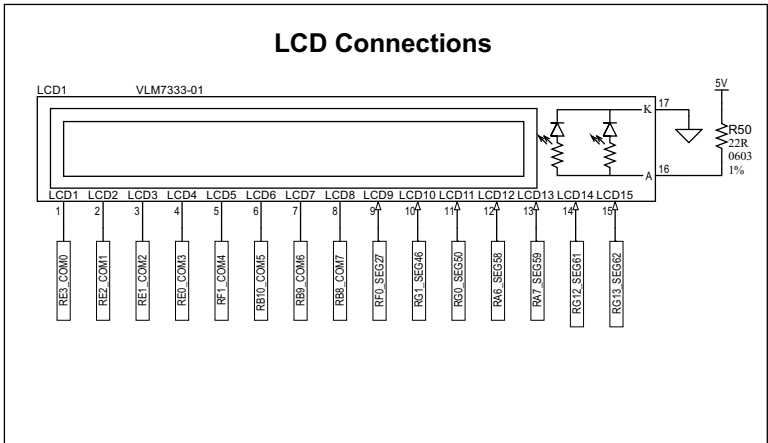 LCD Connections
LCD1 VLM7333-01
5V
K 17
R50
22R
0603
1%
A 16
LCD1 LCD2 LCD3 LCD4 LCD5 LCD6 LCD7 LCD8 LCD9 LCD10 LCD11 LCD12 LCD13 LCD14 LCD15
1 2 3 4 5 6 7 8 9 10 11 12 13 14 15
RE3_COM0
RE2_COM1
RE1_COM2
RE0_COM3
RF1_COM4
RB10_COM5
RB9_COM6
RB8_COM7
RF0_SEG27
RG1_SEG46
RG0_SEG50
RA6_SEG58
RA7_SEG59
RG12_SEG61
RG13_SEG62